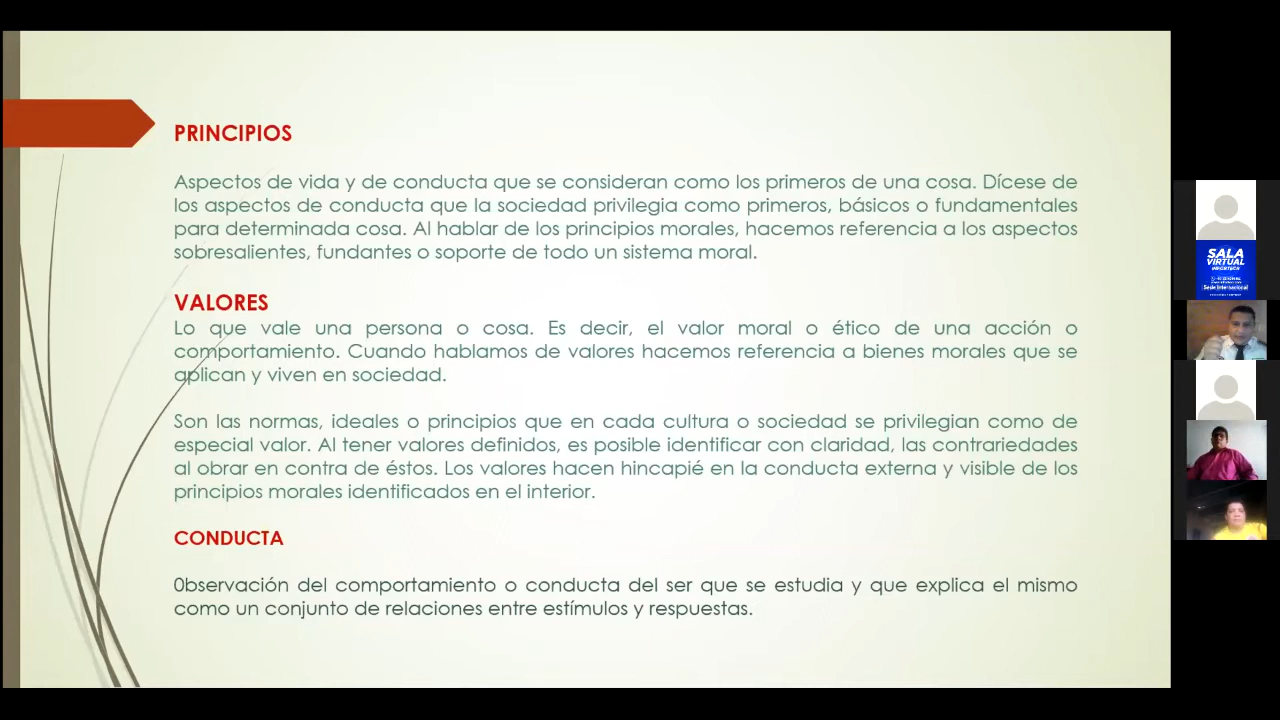 PRINCIPIOS
Aspectos de vida y de conducta que se consideran como los primeros de una cosa. Dícese de
los aspectos de conducta que la sociedad privilegia como primeros, básicos o fundamentales
para determinada cosa. Al hablar de los principios morales, hacemos referencia a los aspectos
sobresalientes, fundantes o soporte de todo un sistema moral.
VALORES
Lo que vale una persona o cosa. Es decir, el valor moral o ético de una acción o
comportamiento. Cuando hablamos de valores hacemos referencia a bienes morales que se
aplican y viven en sociedad.
Son las normas, ideales o principios que en cada cultura o sociedad se privilegian como de
especial valor. Al tener valores definidos, es posible identificar con claridad, las contrariedades
al obrar en contra de éstos. Los valores hacen hincapié en la conducta externa y visible de los
principios morales identificados en el interior.
CONDUCTA
0bservación del comportamiento o conducta del ser que se estudia y que explica el mismo
como un conjunto de relaciones entre estímulos y respuestas.
SALA
VIRTUAL
Sede Internacional